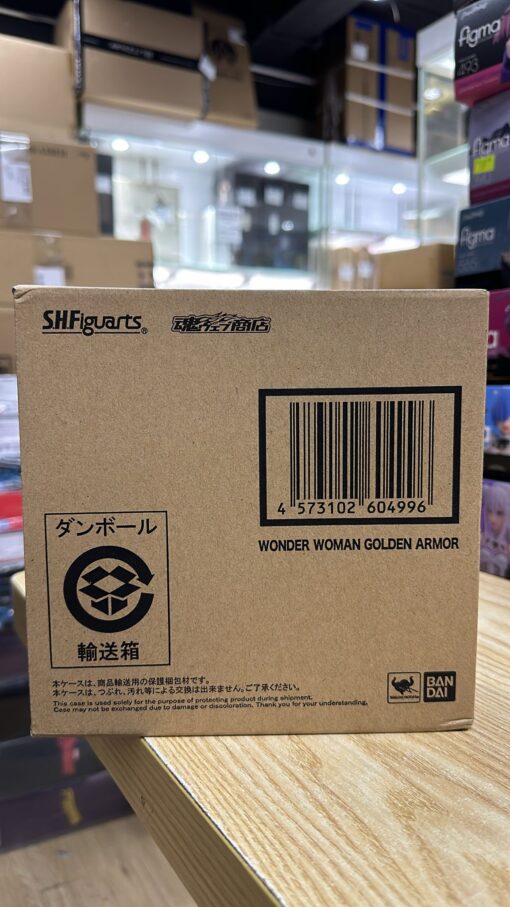 figma
493
figma
figma
S.H.Figuarts®
魂ウェブ商店
4 573102 604996
WONDER WOMAN GOLDEN ARMOR
ダンボール
輸送箱
本ケースは、商品輸送用の保護梱包材です。
本ケースは、つぶれ、汚れ等による交換は出来ません。ご了承ください。
This case is used solely for the purpose of protecting product during shipment.
Case may not be exchanged due to damage or discoloration. Thank you for your understanding.
BAN
DAI